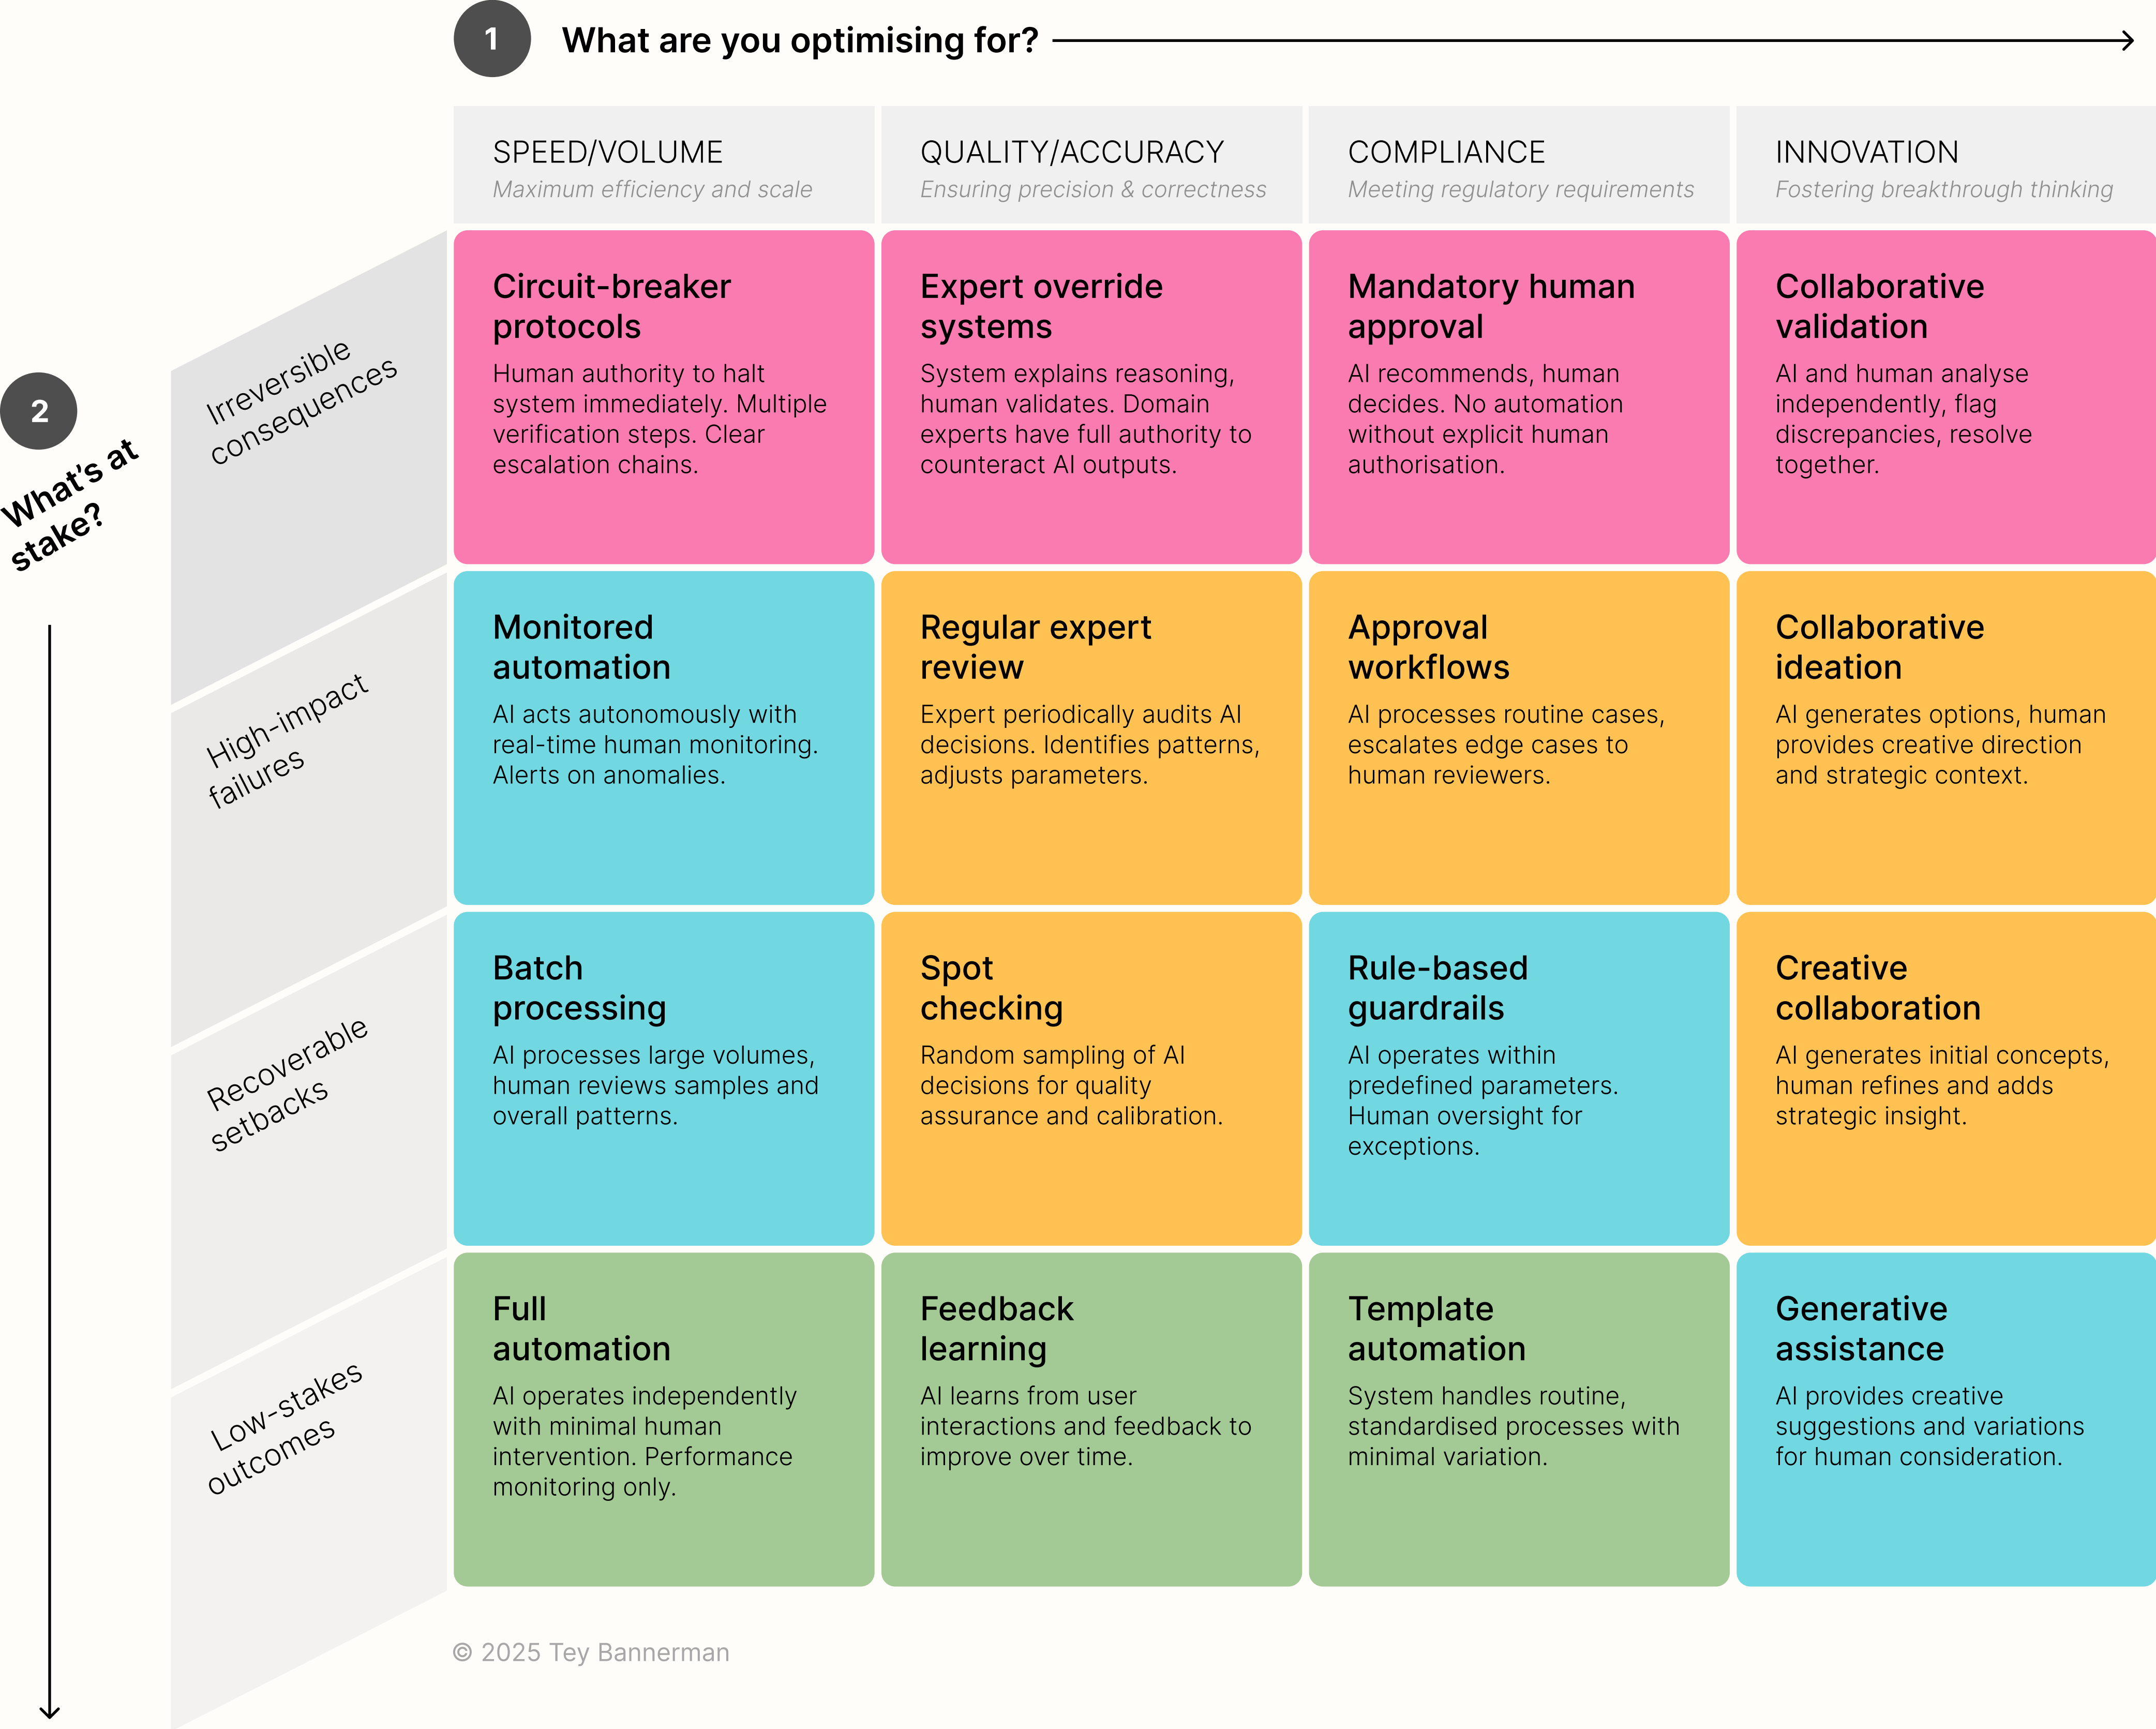 1
What are you optimising for?
SPEED/VOLUME
Maximum efficiency and scale
QUALITY/ACCURACY
Ensuring precision & correctness
COMPLIANCE
Meeting regulatory requirements
INNOVATION
Fostering breakthrough thinking
2
What's at
stake?
Irreversible
consequences
Circuit-breaker
protocols
Human authority to halt
system immediately. Multiple
verification steps. Clear
escalation chains.
Expert override
systems
System explains reasoning,
human validates. Domain
experts have full authority to
counteract AI outputs.
Mandatory human
approval
AI recommends, human
decides. No automation
without explicit human
authorisation.
Collaborative
validation
AI and human analyse
independently, flag
discrepancies, resolve
together.
High-impact
failures
Monitored
automation
AI acts autonomously with
real-time human monitoring.
Alerts on anomalies.
Regular expert
review
Expert periodically audits AI
decisions. Identifies patterns,
adjusts parameters.
Approval
workflows
AI processes routine cases,
escalates edge cases to
human reviewers.
Collaborative
ideation
AI generates options, human
provides creative direction
and strategic context.
Recoverable
setbacks
Batch
processing
AI processes large volumes,
human reviews samples and
overall patterns.
Spot
checking
Random sampling of AI
decisions for quality
assurance and calibration.
Rule-based
guardrails
AI operates within
predefined parameters.
Human oversight for
exceptions.
Creative
collaboration
AI generates initial concepts,
human refines and adds
strategic insight.
Low-stakes
outcomes
Full
automation
AI operates independently
with minimal human
intervention. Performance
monitoring only.
Feedback
learning
AI learns from user
interactions and feedback to
improve over time.
Template
automation
System handles routine,
standardised processes with
minimal variation.
Generative
assistance
AI provides creative
suggestions and variations
for human consideration.
© 2025 Tey Bannerman